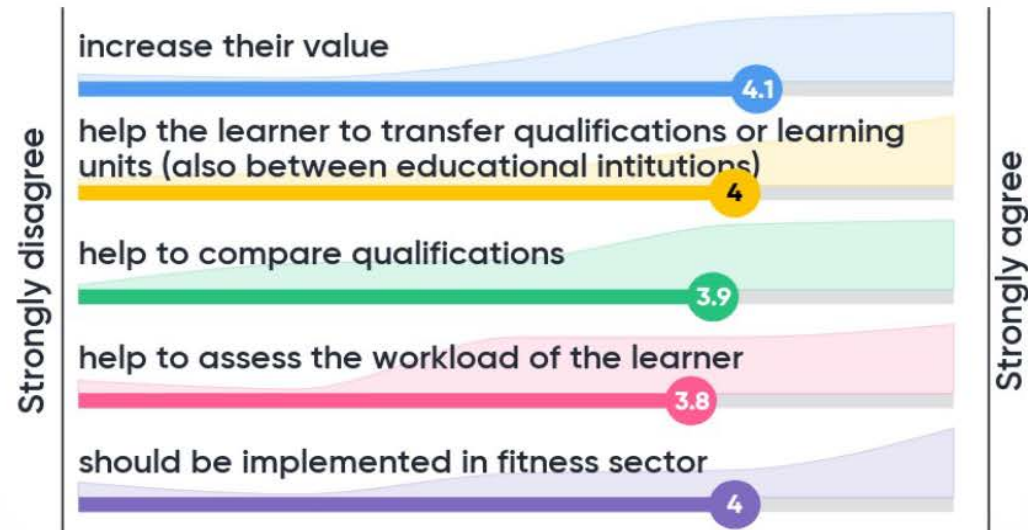 Strongly disagree
increase their value
4.1
help the learner to transfer qualifications or learning
units (also between educational intitutions)
4
help to compare qualifications
3.9
help to assess the workload of the learner
3.8
should be implemented in fitness sector
4
Strongly agree